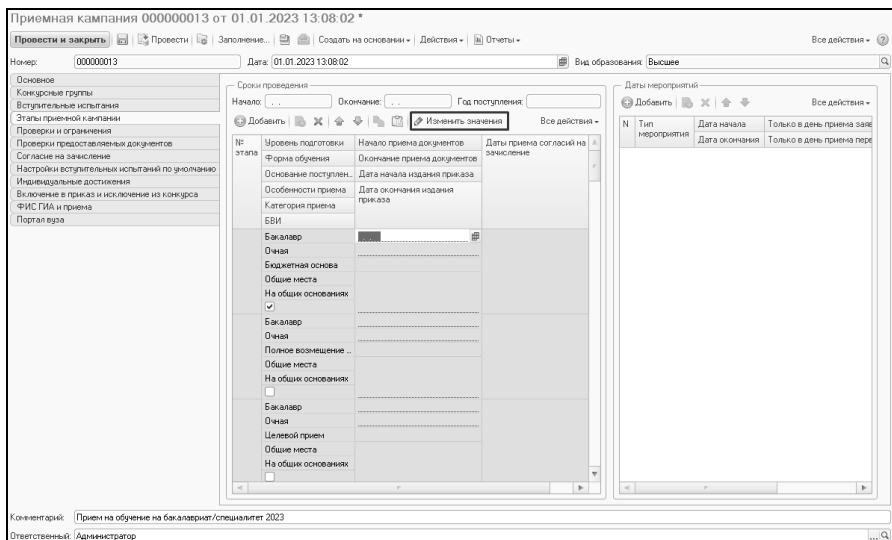 Приемная кампания 000000013 от 01.01.2023 13:08:02 *
Провести и закрыть Провести Заполнение... Создать на основании Действия Отчеты Все действия
Номер: 000000013 Дата: 01.01.2023 13:08:02 Вид образования: Высшее
Основное
Конкурсные группы
Вступительные испытания
Этапы приемной кампании
Проверки и ограничения
Проверки предоставляемых документов
Согласие на зачисление
Настройки вступительных испытаний по умолчанию
Индивидуальные достижения
Включение в приказ и исключение из конкурса
ФИС ГИА и приема
Портал вуза
Сроки проведения
Начало: . . Окончание: . . Год поступления:
Добавить Изменить значения Все действия
№ этапа
Уровень подготовки Начало приема документов Даты приема согласий на зачисление
Форма обучения Окончание приема документов
Основание поступлен... Дата начала издания приказа
Особенности приема Дата окончания издания приказа
Категория приема
БВИ
Бакалавр
Очная
Бюджетная основа
Общие места
На общих основаниях
Бакалавр
Очная
Полное возмещение ...
Общие места
На общих основаниях
Бакалавр
Очная
Целевой прием
Общие места
На общих основаниях
Даты мероприятий
Добавить Все действия
N Тип мероприятия Дата начала Только в день приема заяв
Дата окончания Только в день приема пере
Комментарий: Прием на обучение на бакалавриат/специалитет 2023
Ответственный: Администратор